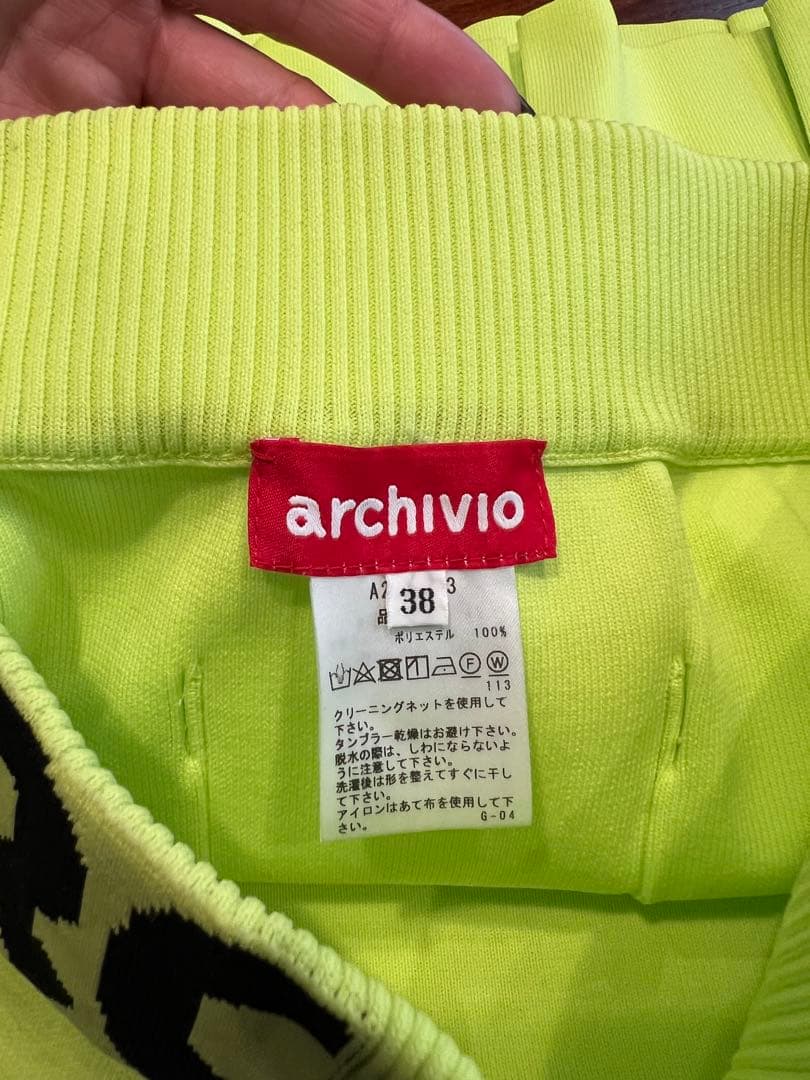 archivio
A2 3
38
品
ポリエステル 100%
F W
113
クリーニングネットを使用して
下さい。
タンブラー乾燥はお避け下さい。
脱水の際は、しわにならないよ
うに注意して下さい。
洗濯後は形を整えてすぐに干し
て下さい。
アイロンはあて布を使用して下
さい。 G-04